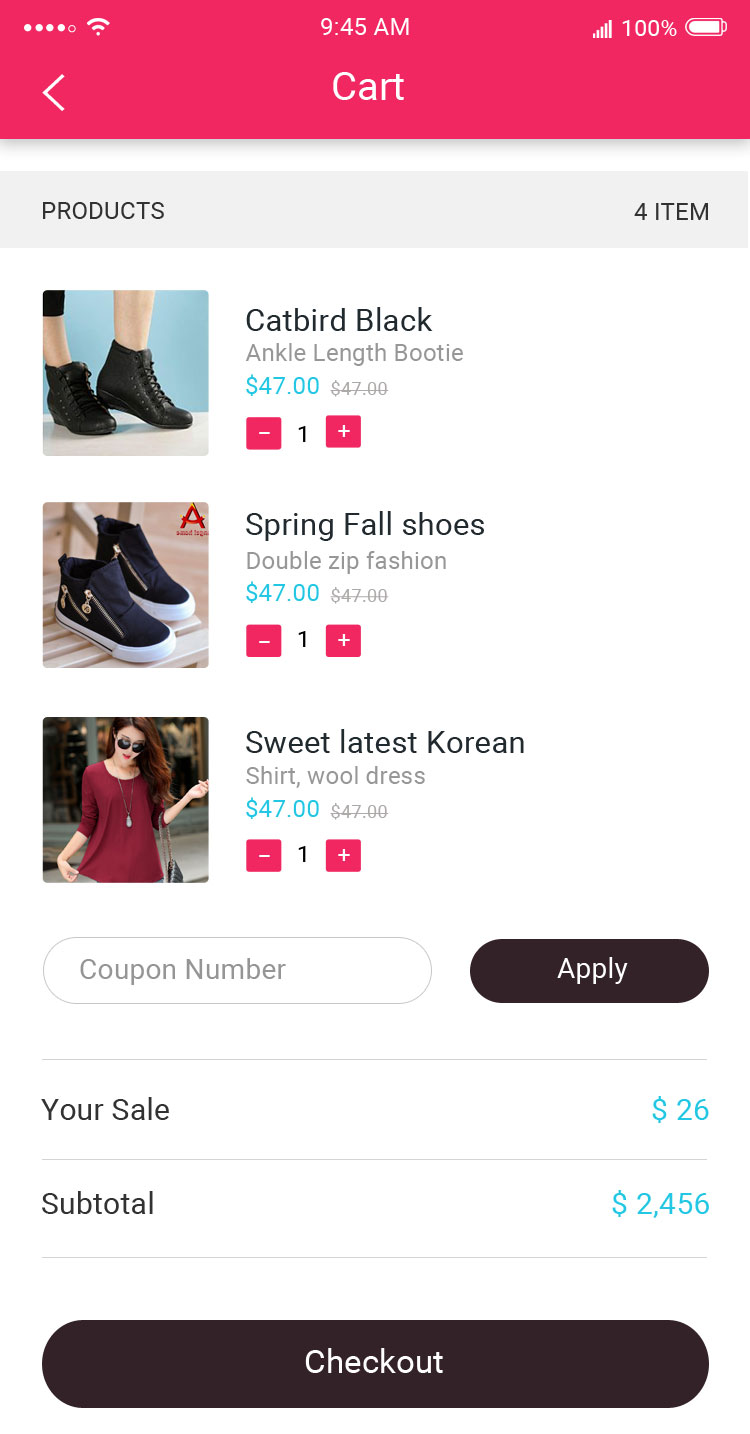 9:45 AM
100%
Cart
PRODUCTS
4 ITEM
Catbird Black
Ankle Length Bootie
$47.00 $47.00
− 1 +
A
Spring Fall shoes
Double zip fashion
$47.00 $47.00
− 1 +
Sweet latest Korean
Shirt, wool dress
$47.00 $47.00
− 1 +
Coupon Number
Apply
Your Sale
$ 26
Subtotal
$ 2,456
Checkout